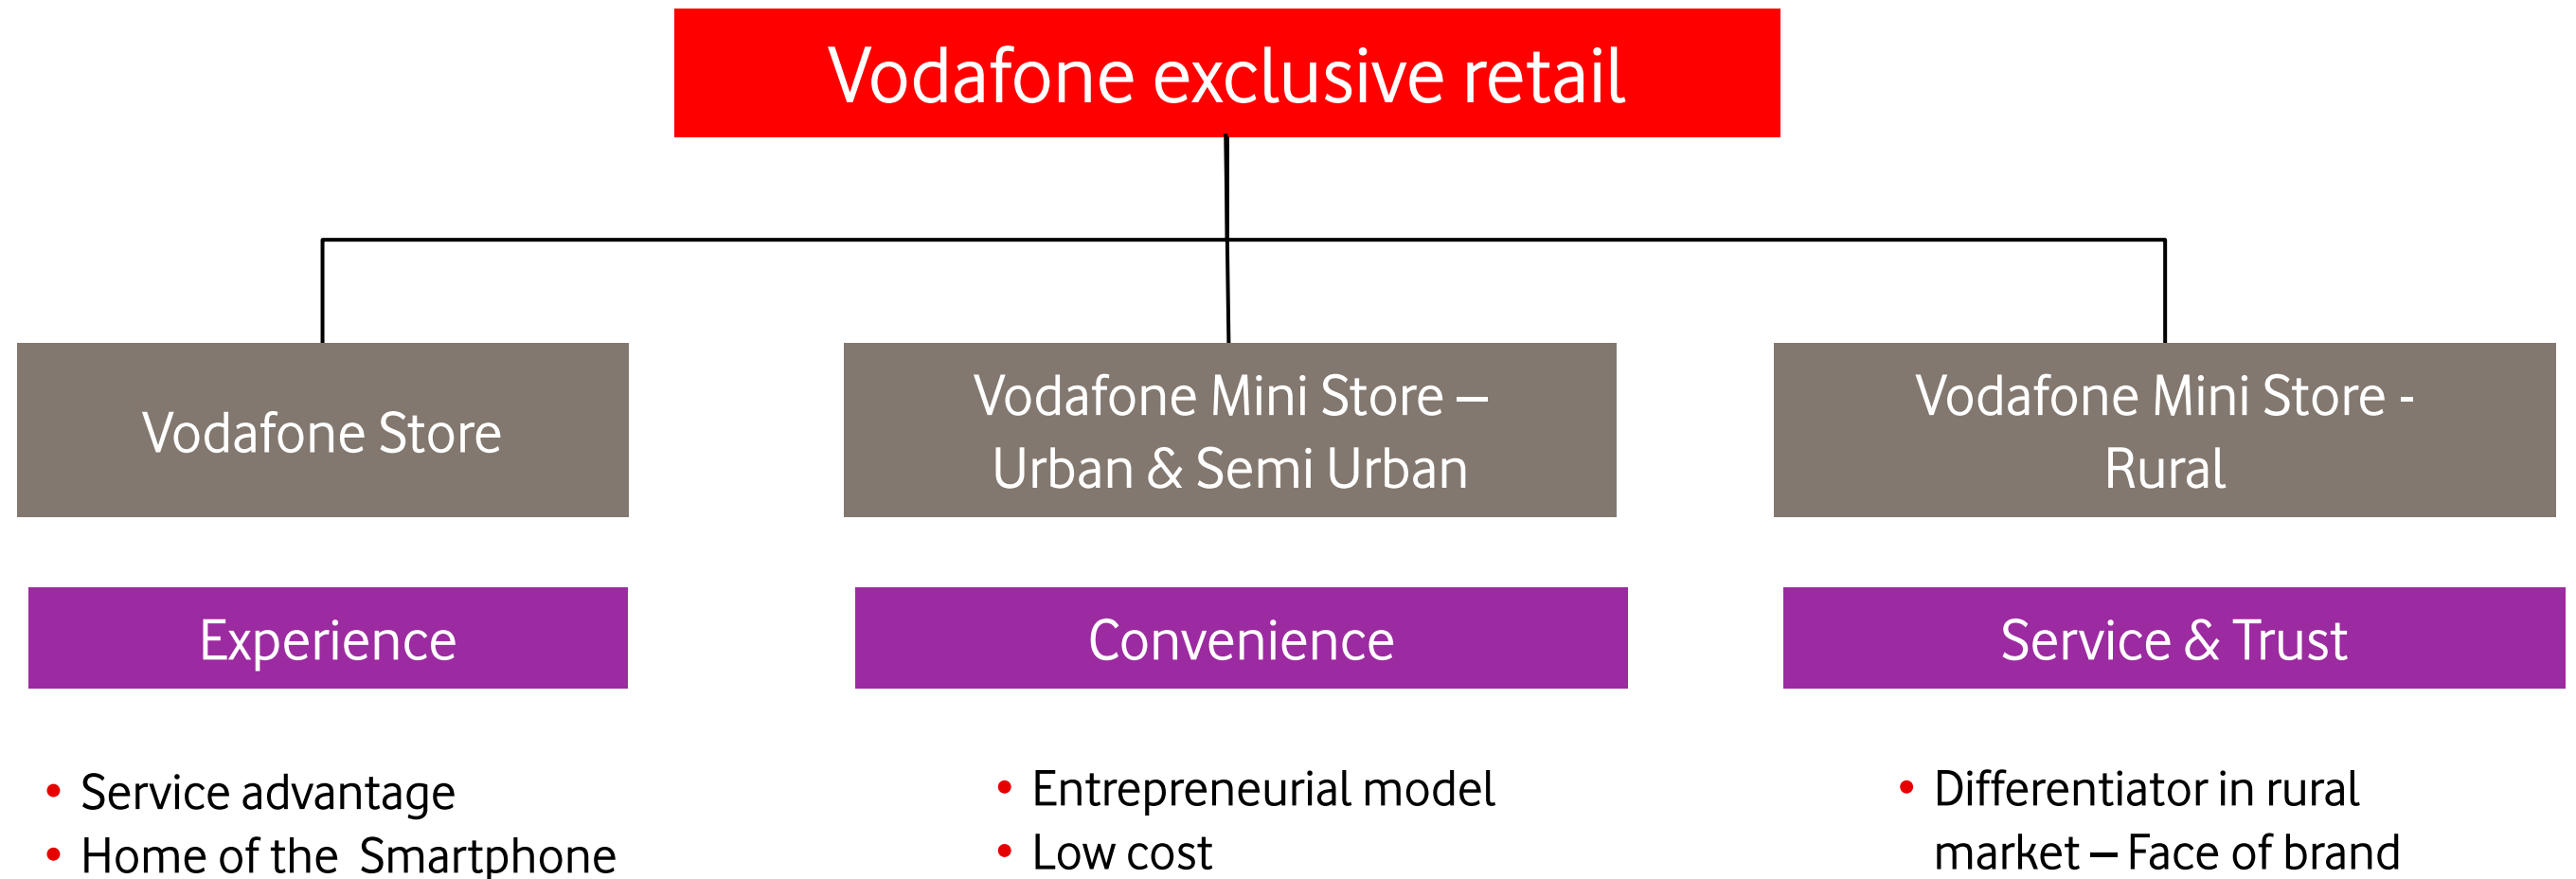 Vodafone exclusive retail
Vodafone Store
Vodafone Mini Store –
Urban & Semi Urban
Vodafone Mini Store -
Rural
Experience
Convenience
Service & Trust
• Service advantage
• Home of the Smartphone
• Entrepreneurial model
• Low cost
• Differentiator in rural
market – Face of brand